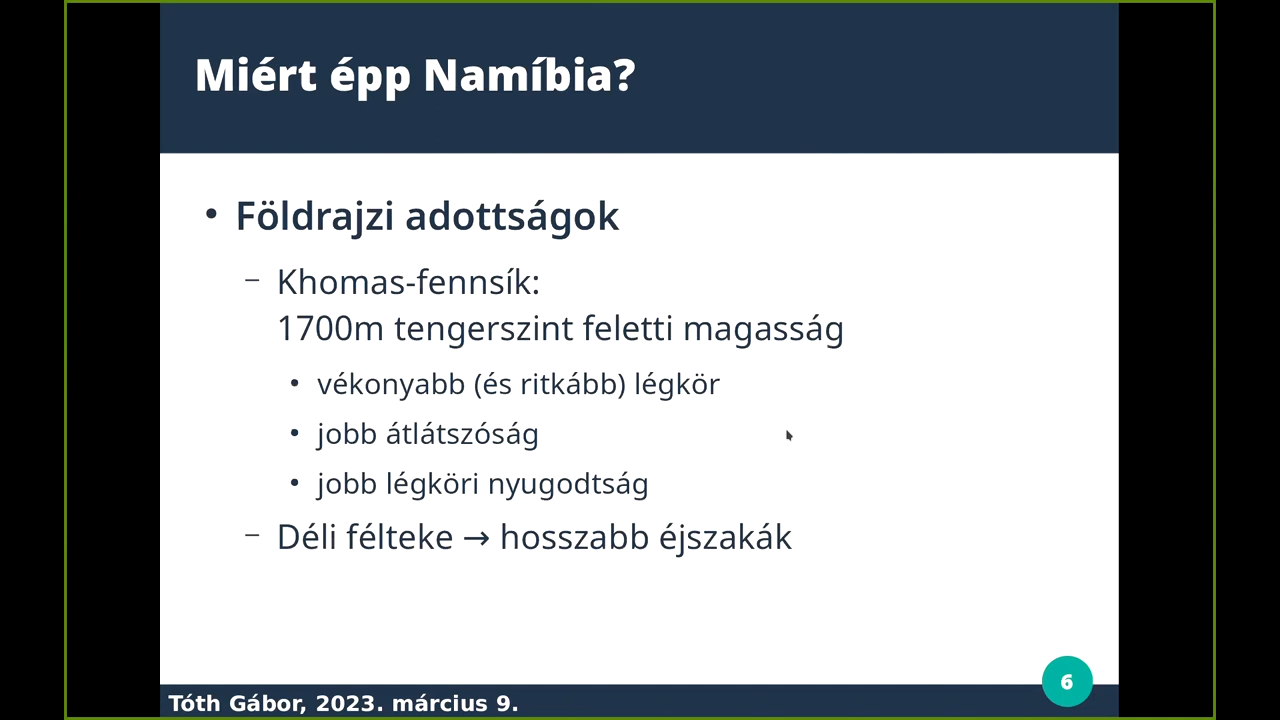 Miért épp Namíbia?
• Földrajzi adottságok
– Khomas-fennsík:
1700m tengerszint feletti magasság
• vékonyabb (és ritkább) légkör
• jobb átlátszóság
• jobb légköri nyugodtság
– Déli félteke → hosszabb éjszakák
6
Tóth Gábor, 2023. március 9.